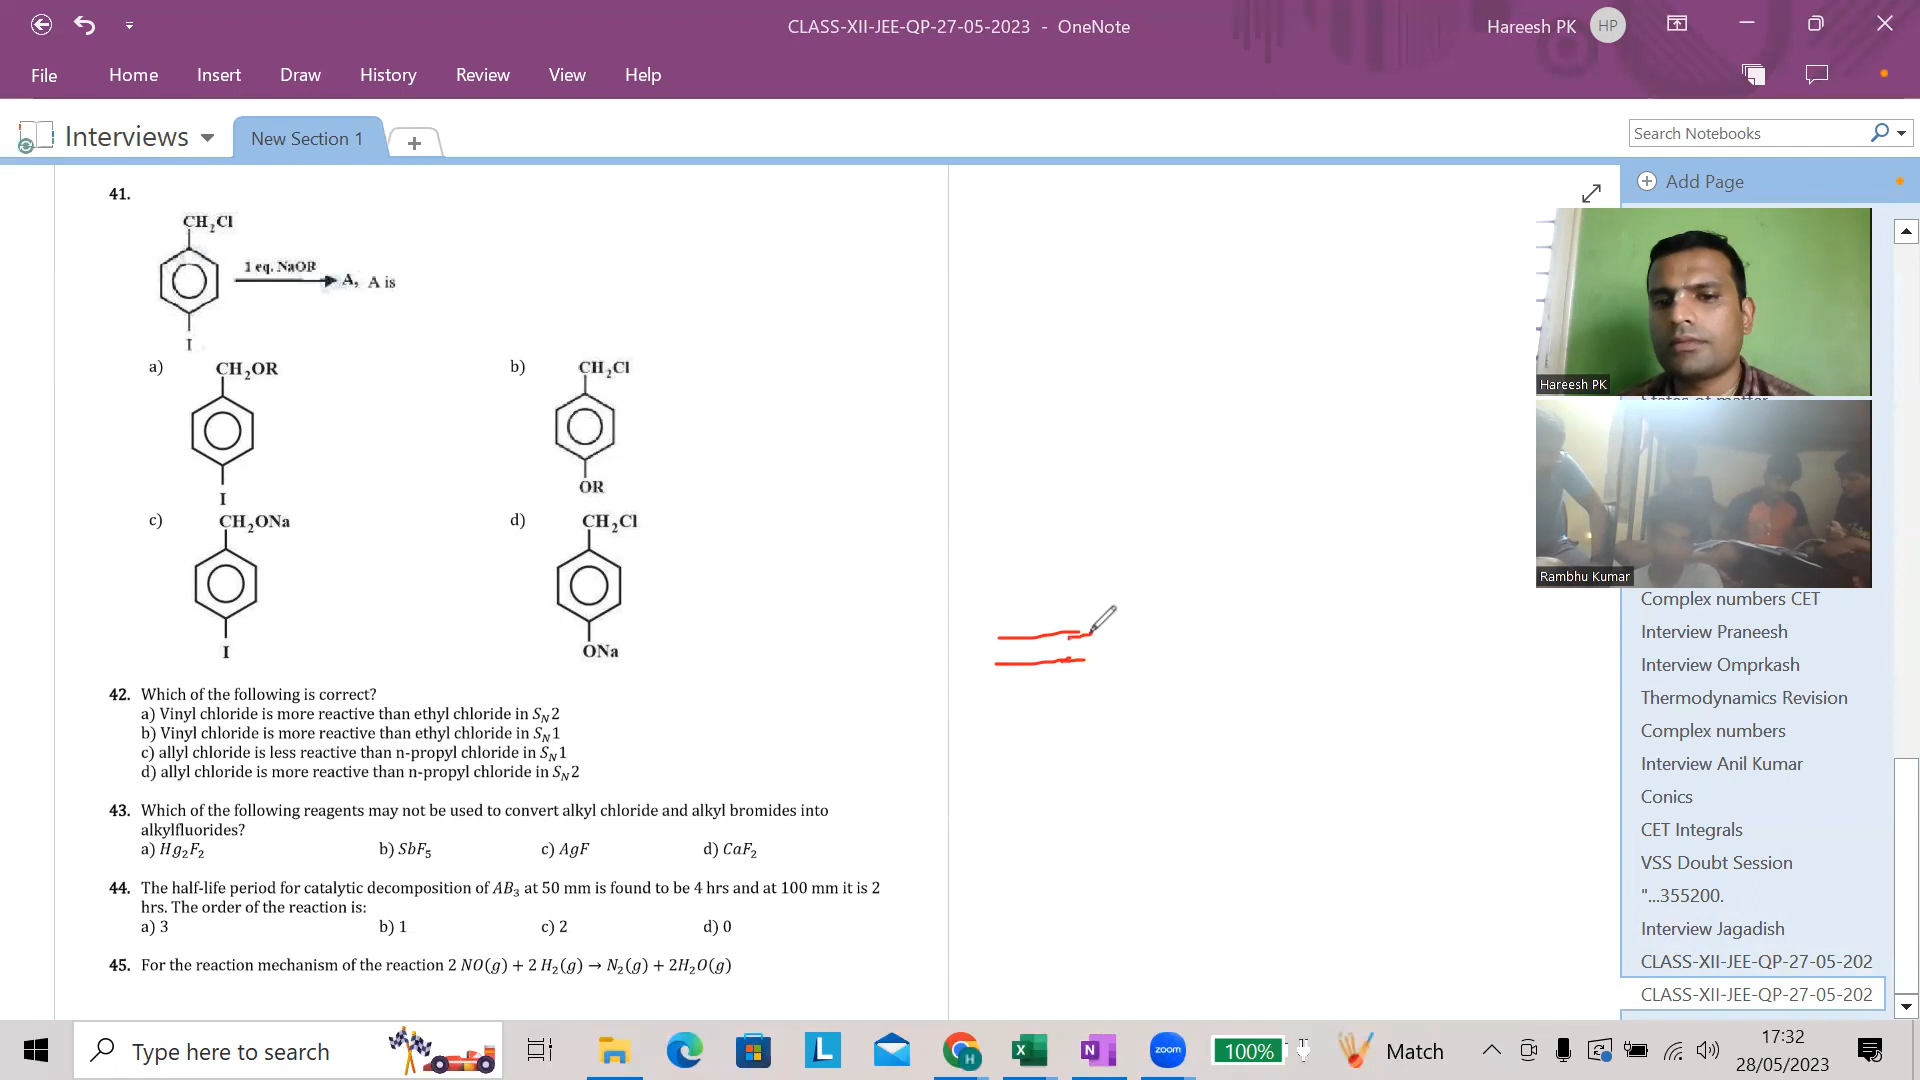 CLASS-XII-JEE-QP-27-05-2023 - OneNote
Hareesh PK HP
File Home Insert Draw History Review View Help
Interviews New Section 1 +
Search Notebooks
Add Page
41.
CH₂Cl
1 eq. NaOR
A, A is
I
a) CH₂OR
I
b) CH₂Cl
OR
c) CH₂ONa
I
d) CH₂Cl
ONa
42. Which of the following is correct?
a) Vinyl chloride is more reactive than ethyl chloride in S_N2
b) Vinyl chloride is more reactive than ethyl chloride in S_N1
c) allyl chloride is less reactive than n-propyl chloride in S_N1
d) allyl chloride is more reactive than n-propyl chloride in S_N2
43. Which of the following reagents may not be used to convert alkyl chloride and alkyl bromides into
alkylfluorides?
a) Hg₂F₂ b) SbF₅ c) AgF d) CaF₂
44. The half-life period for catalytic decomposition of AB₃ at 50 mm is found to be 4 hrs and at 100 mm it is 2
hrs. The order of the reaction is:
a) 3 b) 1 c) 2 d) 0
45. For the reaction mechanism of the reaction 2 NO(g) + 2 H₂(g) → N₂(g) + 2H₂O(g)
Hareesh PK
Rambhu Kumar
Complex numbers CET
Interview Praneesh
Interview Omprkash
Thermodynamics Revision
Complex numbers
Interview Anil Kumar
Conics
CET Integrals
VSS Doubt Session
"...355200.
Interview Jagadish
CLASS-XII-JEE-QP-27-05-202
CLASS-XII-JEE-QP-27-05-202
Type here to search
L
zoom
100%
Match
17:32
28/05/2023